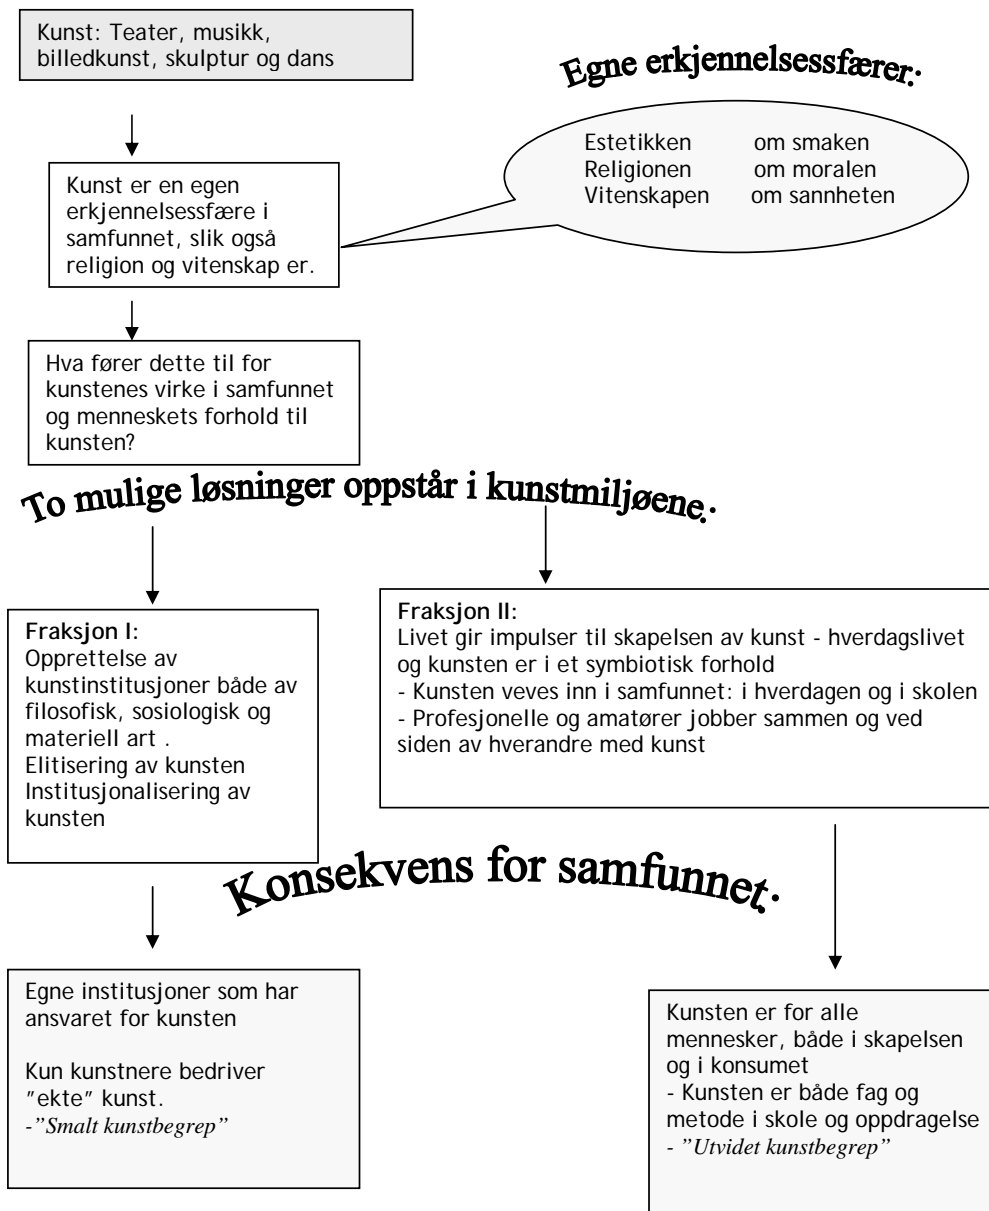 Kunst: Teater, musikk,
billedkunst, skulptur og dans
Egne erkjennelsessfærer:
Estetikken om smaken
Religionen om moralen
Vitenskapen om sannheten
Kunst er en egen
erkjennelsessfære i
samfunnet, slik også
religion og vitenskap er.
Hva fører dette til for
kunstenes virke i samfunnet
og menneskets forhold til
kunsten?
To mulige løsninger oppstår i kunstmiljøene:
Fraksjon I:
Opprettelse av
kunstinstitusjoner både av
filosofisk, sosiologisk og
materiell art .
Elitisering av kunsten
Institusjonalisering av
kunsten
Fraksjon II:
Livet gir impulser til skapelsen av kunst - hverdagslivet
og kunsten er i et symbiotisk forhold
- Kunsten veves inn i samfunnet: i hverdagen og i skolen
- Profesjonelle og amatører jobber sammen og ved
siden av hverandre med kunst
Konsekvens for samfunnet:
Egne institusjoner som har
ansvaret for kunsten
Kun kunstnere bedriver
"ekte" kunst.
-"Smalt kunstbegrep"
Kunsten er for alle
mennesker, både i skapelsen
og i konsumet
- Kunsten er både fag og
metode i skole og oppdragelse
- "Utvidet kunstbegrep"